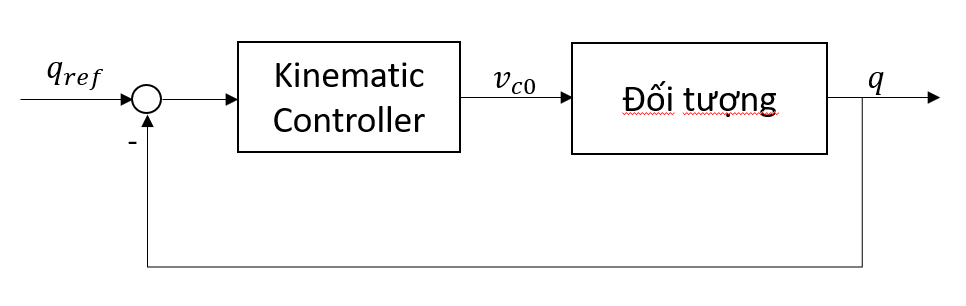 q_ref
Kinematic
Controller
v_c0
Đối tượng
q
-